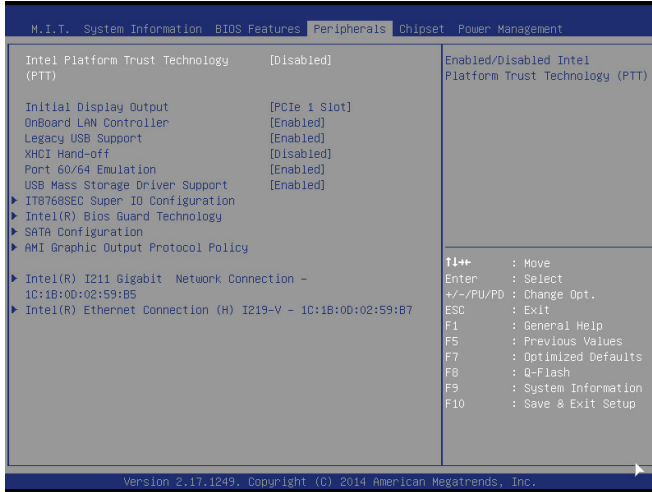 M.I.T. System Information BIOS Features Peripherals Chipset Power Management
Intel Platform Trust Technology [Disabled]
(PTT)
Initial Display Output [PCIe 1 Slot]
OnBoard LAN Controller [Enabled]
Legacy USB Support [Enabled]
XHCI Hand-off [Disabled]
Port 60/64 Emulation [Enabled]
USB Mass Storage Driver Support [Enabled]
IT8768SEC Super IO Configuration
Intel(R) Bios Guard Technology
SATA Configuration
AMI Graphic Output Protocol Policy
Intel(R) I211 Gigabit Network Connection -
1C:1B:0D:02:59:B5
Intel(R) Ethernet Connection (H) I219-V - 1C:1B:0D:02:59:B7
Enabled/Disabled Intel
Platform Trust Technology (PTT)
↑↓→← : Move
Enter : Select
+/-/PU/PD : Change Opt.
ESC : Exit
F1 : General Help
F5 : Previous Values
F7 : Optimized Defaults
F8 : Q-Flash
F9 : System Information
F10 : Save & Exit Setup
Version 2.17.1249. Copyright (C) 2014 American Megatrends, Inc.